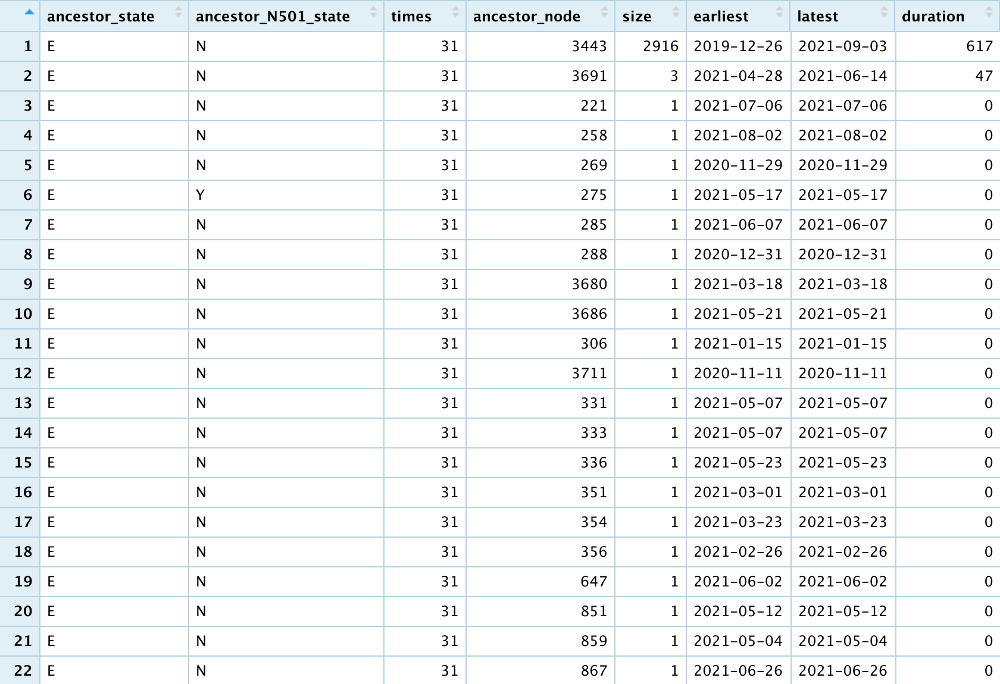 ancestor_state ancestor_N501_state times ancestor_node size earliest latest duration
1 E N 31 3443 2916 2019-12-26 2021-09-03 617
2 E N 31 3691 3 2021-04-28 2021-06-14 47
3 E N 31 221 1 2021-07-06 2021-07-06 0
4 E N 31 258 1 2021-08-02 2021-08-02 0
5 E N 31 269 1 2020-11-29 2020-11-29 0
6 E Y 31 275 1 2021-05-17 2021-05-17 0
7 E N 31 285 1 2021-06-07 2021-06-07 0
8 E N 31 288 1 2020-12-31 2020-12-31 0
9 E N 31 3680 1 2021-03-18 2021-03-18 0
10 E N 31 3686 1 2021-05-21 2021-05-21 0
11 E N 31 306 1 2021-01-15 2021-01-15 0
12 E N 31 3711 1 2020-11-11 2020-11-11 0
13 E N 31 331 1 2021-05-07 2021-05-07 0
14 E N 31 333 1 2021-05-07 2021-05-07 0
15 E N 31 336 1 2021-05-23 2021-05-23 0
16 E N 31 351 1 2021-03-01 2021-03-01 0
17 E N 31 354 1 2021-03-23 2021-03-23 0
18 E N 31 356 1 2021-02-26 2021-02-26 0
19 E N 31 647 1 2021-06-02 2021-06-02 0
20 E N 31 851 1 2021-05-12 2021-05-12 0
21 E N 31 859 1 2021-05-04 2021-05-04 0
22 E N 31 867 1 2021-06-26 2021-06-26 0